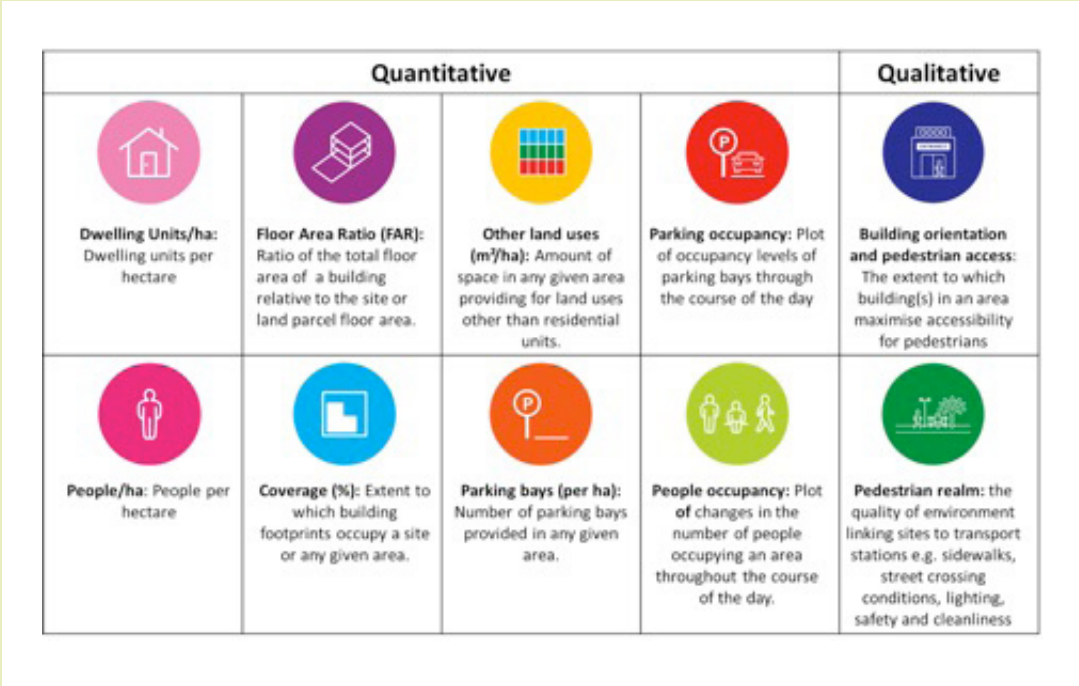 Quantitative
Qualitative
Dwelling Units/ha:
Dwelling units per
hectare
Floor Area Ratio (FAR):
Ratio of the total floor
area of a building
relative to the site or
land parcel floor area.
Other land uses
(m²/ha): Amount of
space in any given area
providing for land uses
other than residential
units.
P
Parking occupancy: Plot
of occupancy levels of
parking bays through
the course of the day
Building orientation
and pedestrian access:
The extent to which
building(s) in an area
maximise accessibility
for pedestrians
People/ha: People per
hectare
Coverage (%): Extent to
which building
footprints occupy a site
or any given area.
P
Parking bays (per ha):
Number of parking bays
provided in any given
area.
People occupancy: Plot
of changes in the
number of people
occupying an area
throughout the course
of the day.
Pedestrian realm: the
quality of environment
linking sites to transport
stations e.g. sidewalks,
street crossing
conditions, lighting,
safety and cleanliness